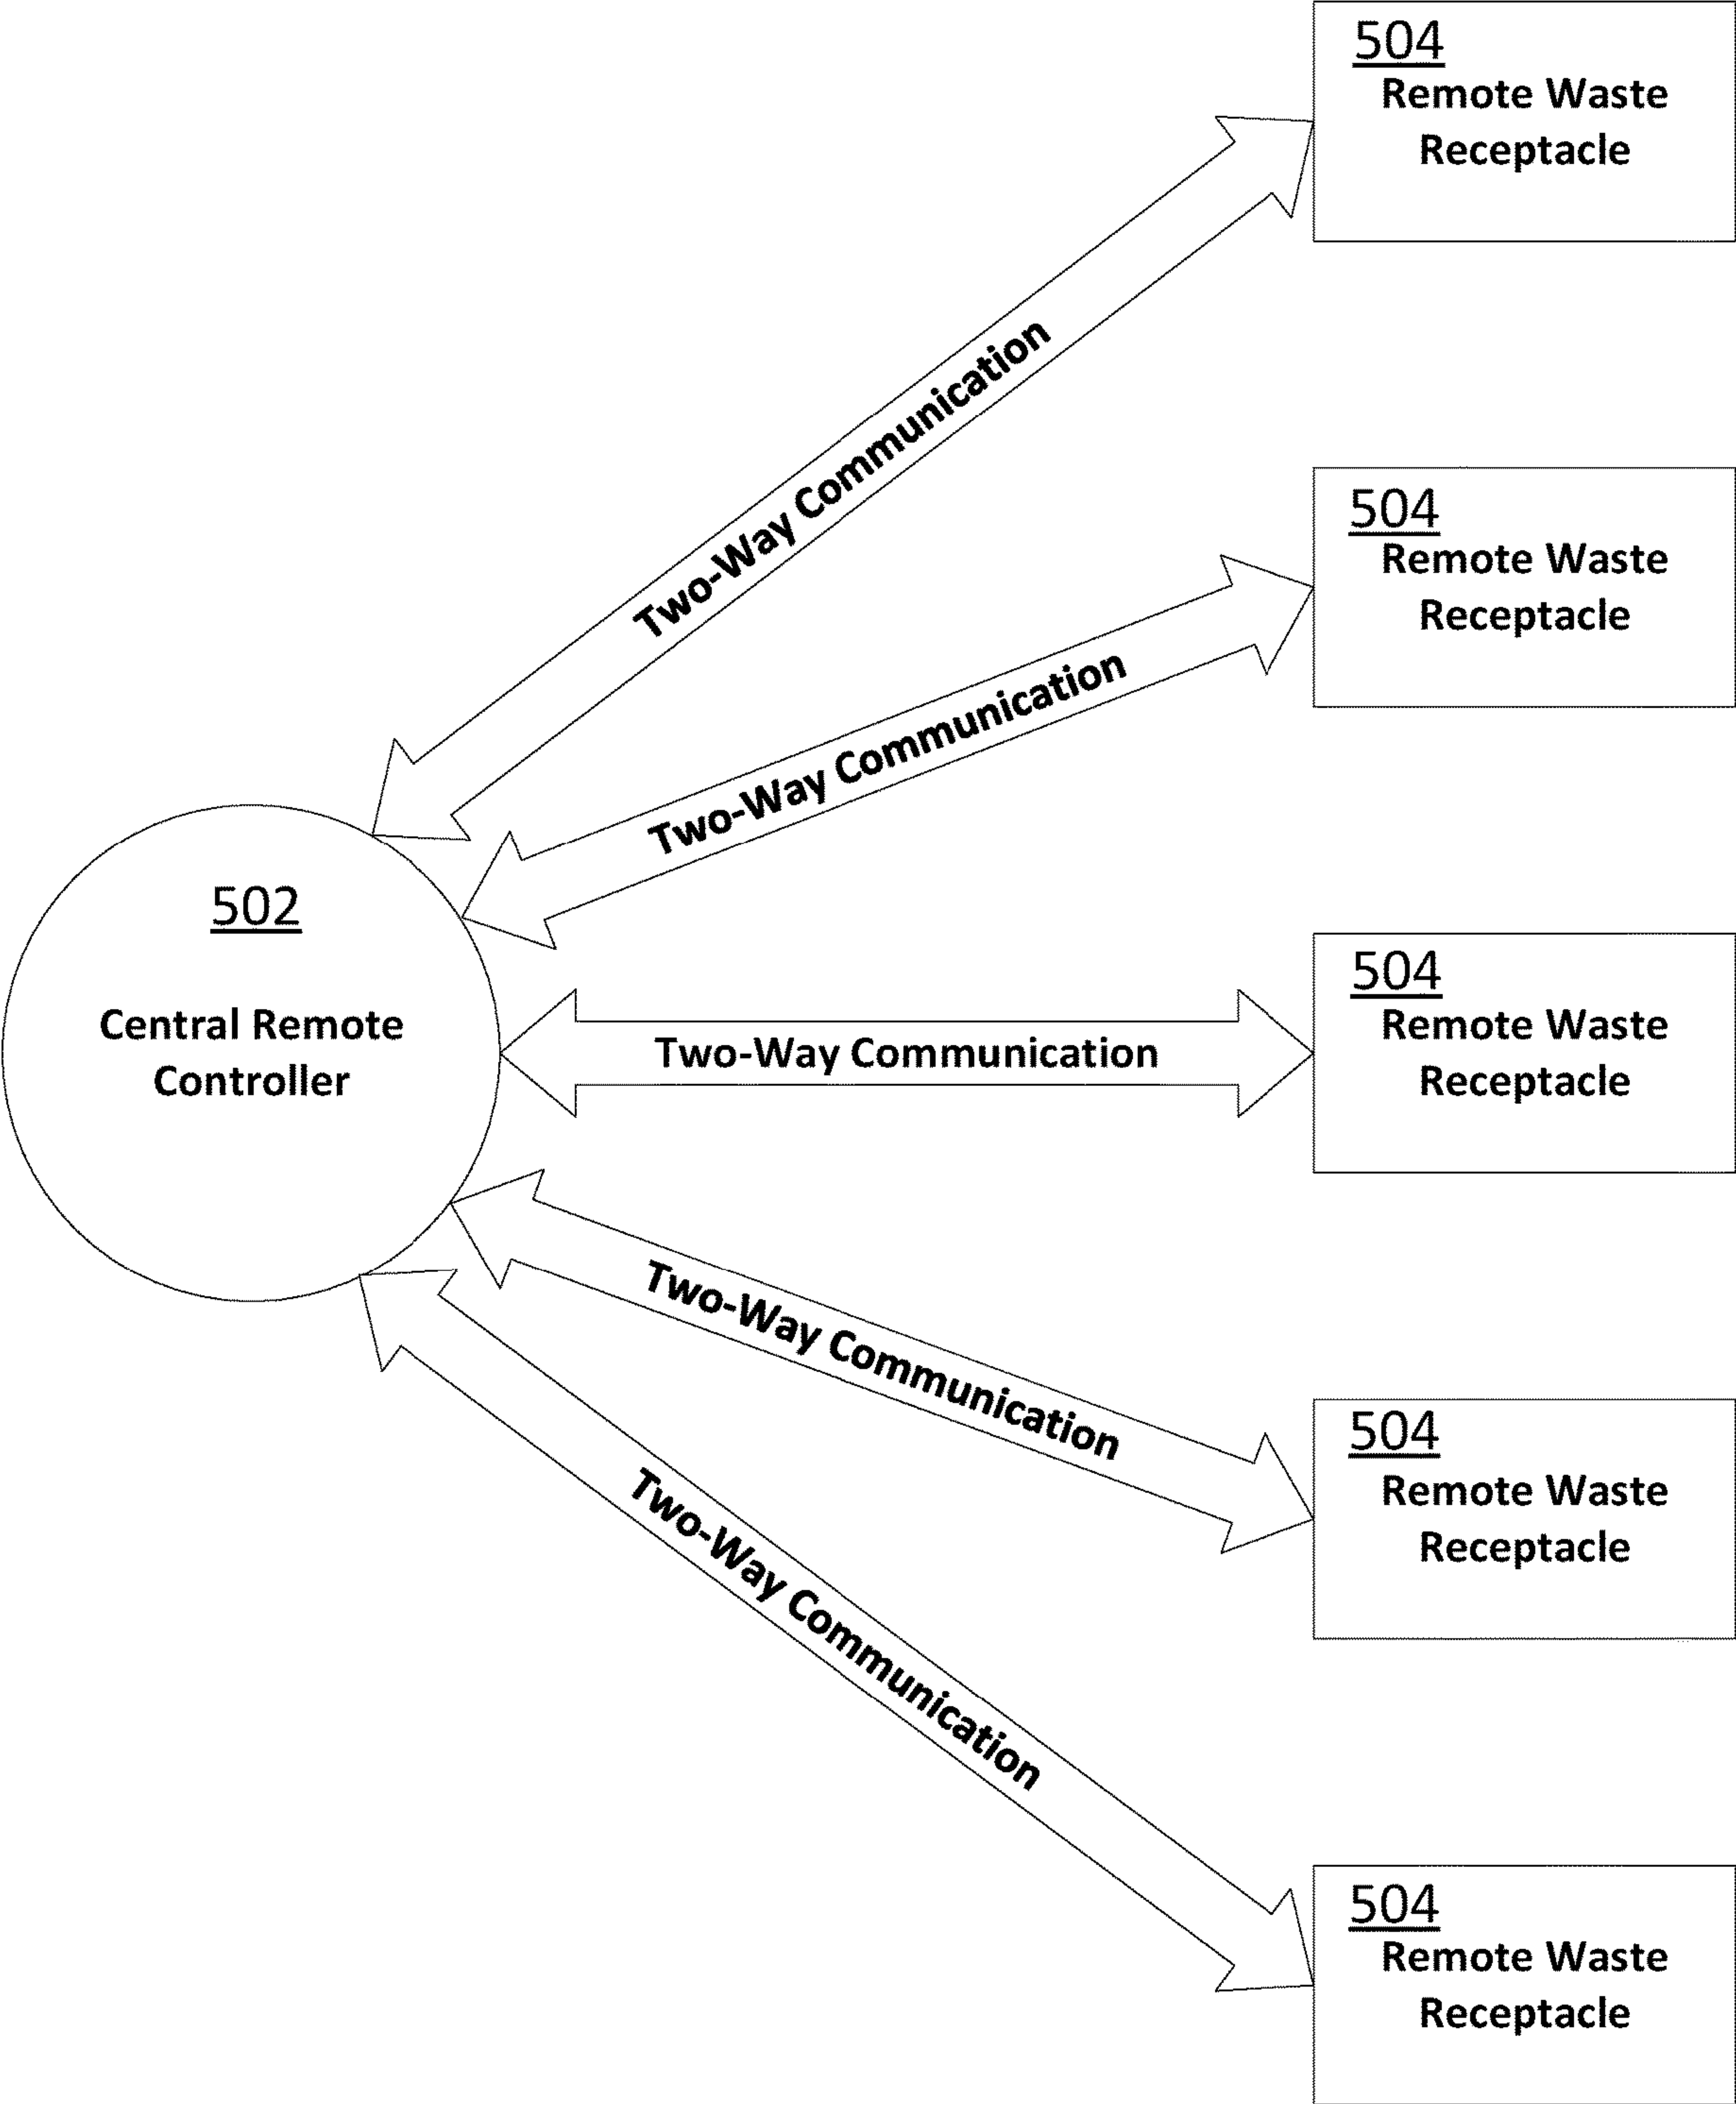 504
Remote Waste
Receptacle
Two-Way Communication
504
Remote Waste
Receptacle
Two-Way Communication
502
Central Remote
Controller
504
Remote Waste
Receptacle
Two-Way Communication
504
Remote Waste
Receptacle
Two-Way Communication
504
Remote Waste
Receptacle
Two-Way Communication